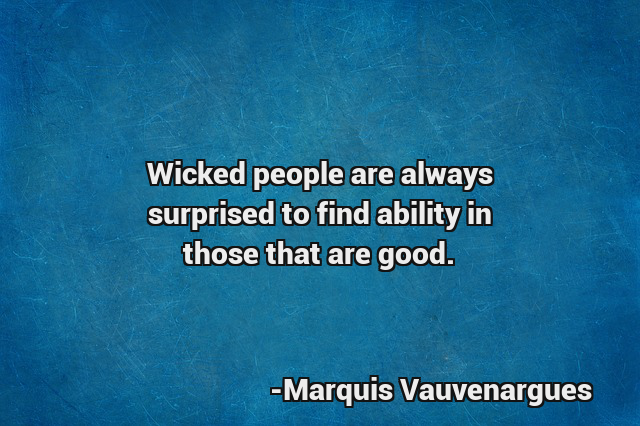 Wicked people are always
surprised to find ability in
those that are good.
-Marquis Vauvenargues